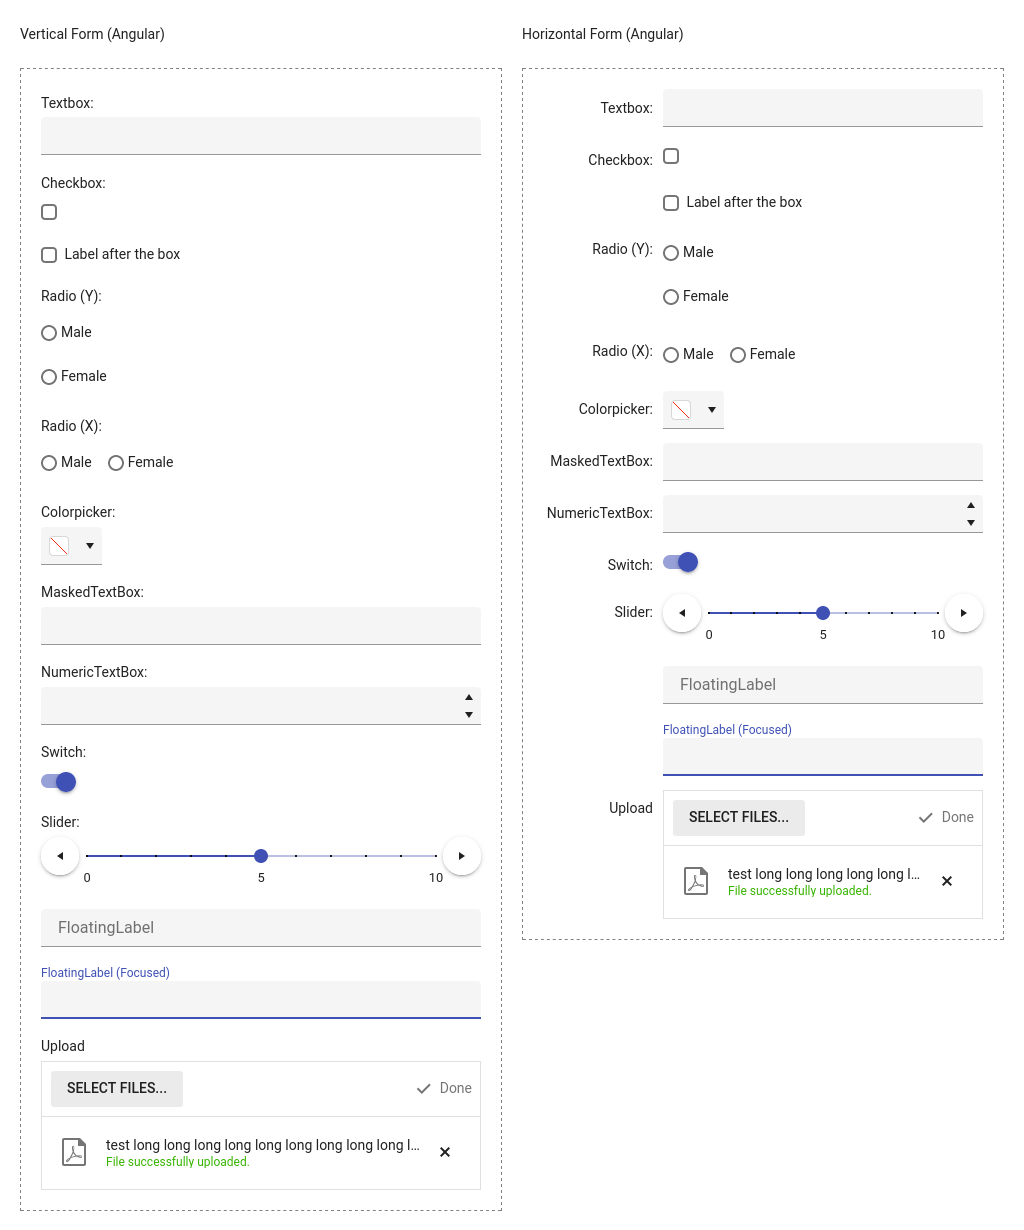 Vertical Form (Angular)
Textbox:
Checkbox:
Label after the box
Radio (Y):
Male
Female
Radio (X):
Male Female
Colorpicker:
MaskedTextBox:
NumericTextBox:
Switch:
Slider:
0 5 10
FloatingLabel
FloatingLabel (Focused)
Upload
SELECT FILES... Done
test long long long long long long long long long l...
File successfully uploaded.
Horizontal Form (Angular)
Textbox:
Checkbox:
Label after the box
Radio (Y): Male
Female
Radio (X): Male Female
Colorpicker:
MaskedTextBox:
NumericTextBox:
Switch:
Slider:
0 5 10
FloatingLabel
FloatingLabel (Focused)
Upload SELECT FILES... Done
test long long long long long l...
File successfully uploaded.